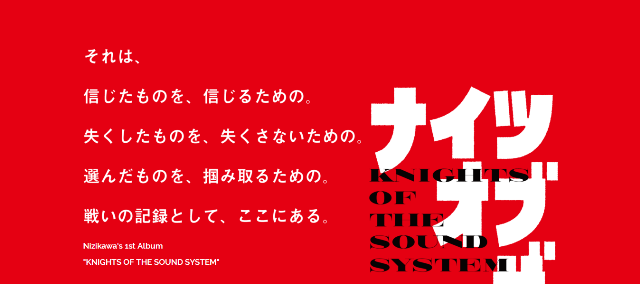 それは、
信じたものを、信じるための。
失くしたものを、失くさないための。
選んだものを、掴み取るための。
戦いの記録として、ここにある。
Nizikawa's 1st Album
"KNIGHTS OF THE SOUND SYSTEM"
ナイツ
オブ
ザ
KNIGHTS
OF
THE
SOUND
SYSTEM